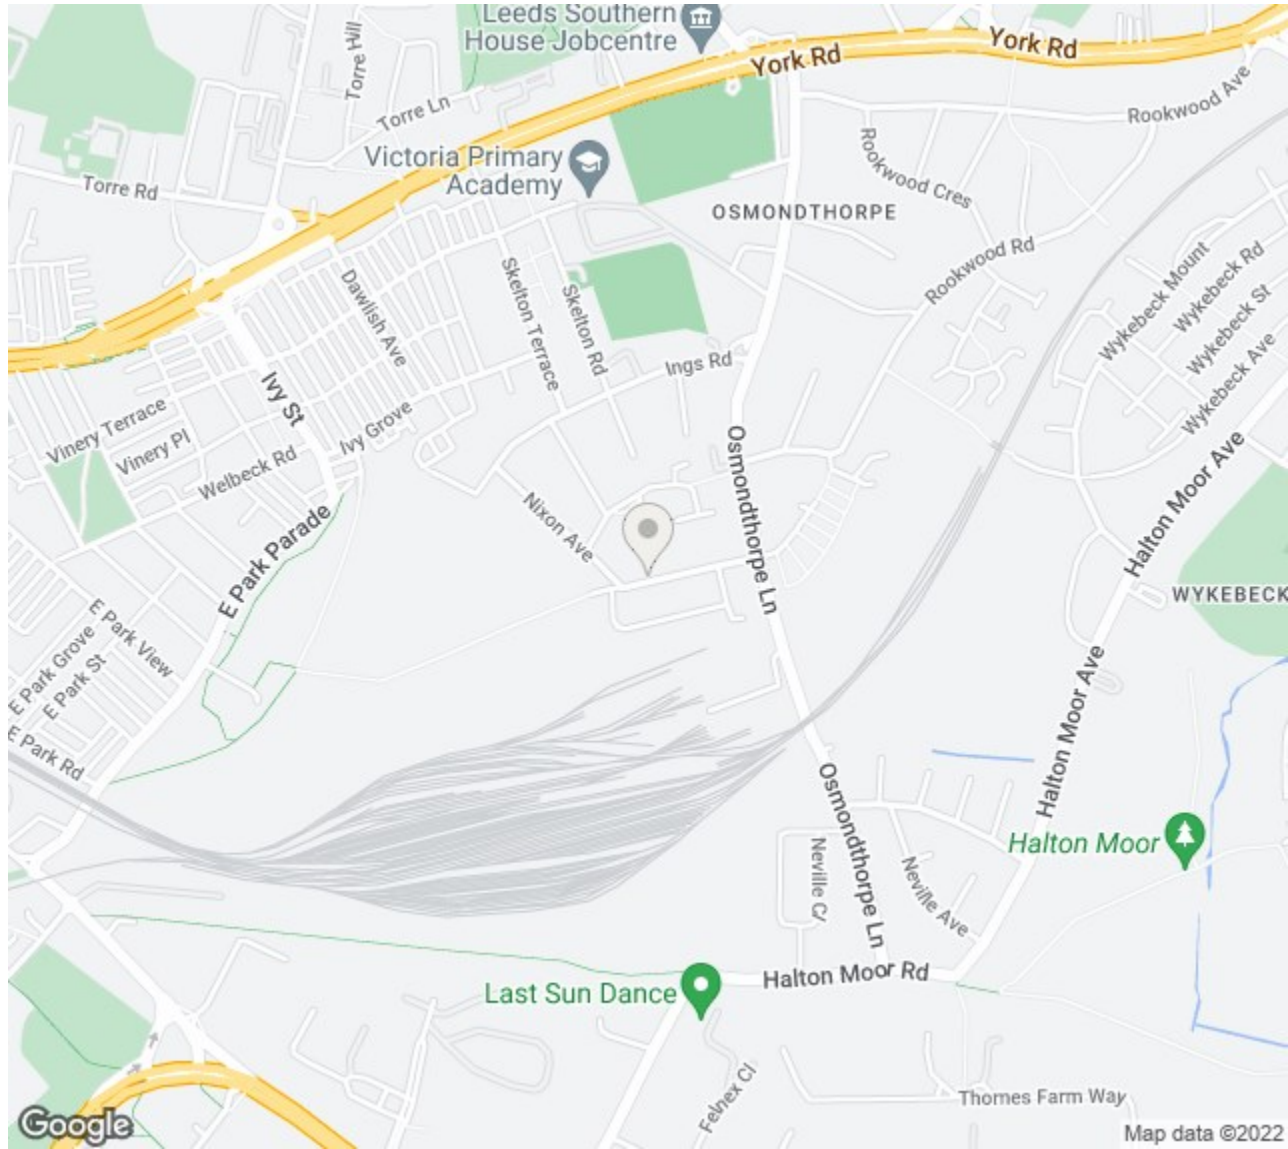 Leeds Southern
House Jobcentre
York Rd
York Rd
Torre Hill
Torre Ln
Rookwood Ave
Victoria Primary
Academy
Rookwood Cres
Torre Rd
OSMONDTHORPE
Rookwood Rd
Wykebeck Mount
Wykebeck Rd
Wykebeck St
Wykebeck Ave
Dawlish Ave
Skelton Terrace
Skelton Rd
Ings Rd
Ivy St
Ivy Grove
Vinery Terrace
Vinery Pl
Welbeck Rd
Osmondthorpe Ln
Halton Moor Ave
Nixon Ave
E Park Parade
WYKEBECK
E Park View
E Park Grove
E Park St
E Park Rd
Halton Moor Ave
Osmondthorpe Ln
Halton Moor
Neville Cl
Neville Ave
Halton Moor Rd
Last Sun Dance
Felnex Cl
Thornes Farm Way
Google
Map data ©2022